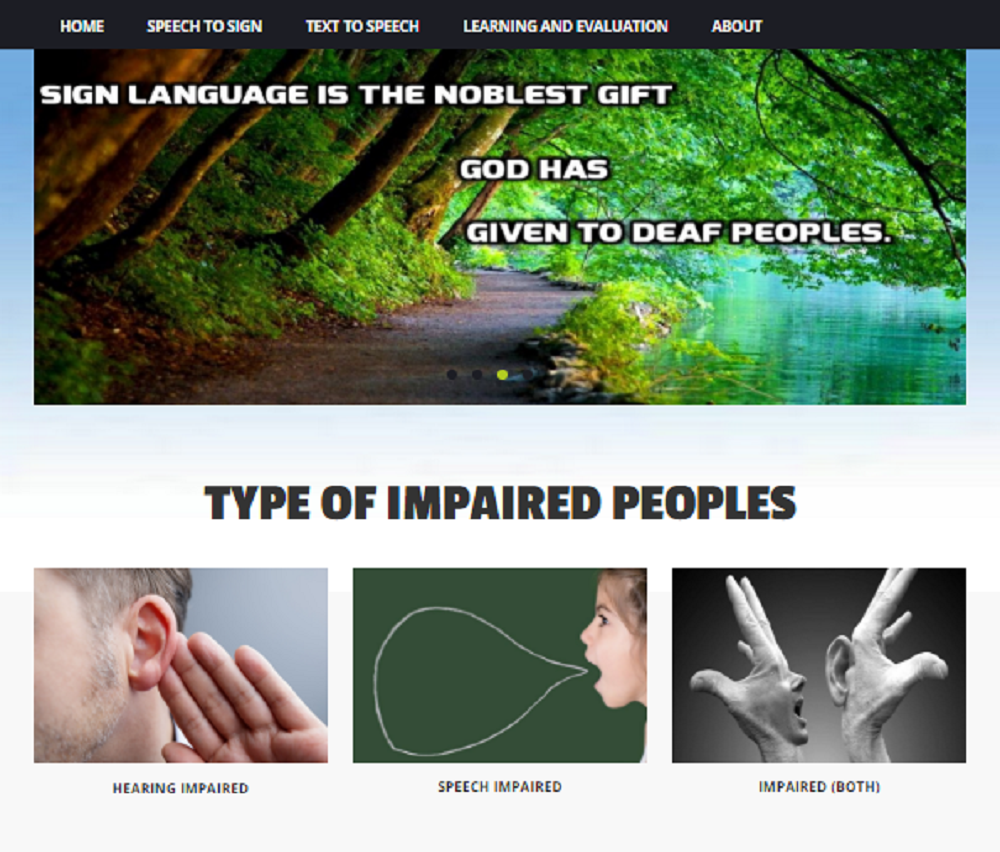 HOME SPEECH TO SIGN TEXT TO SPEECH LEARNING AND EVALUATION ABOUT
SIGN LANGUAGE IS THE NOBLEST GIFT
GOD HAS
GIVEN TO DEAF PEOPLES.
TYPE OF IMPAIRED PEOPLES
HEARING IMPAIRED SPEECH IMPAIRED IMPAIRED (BOTH)